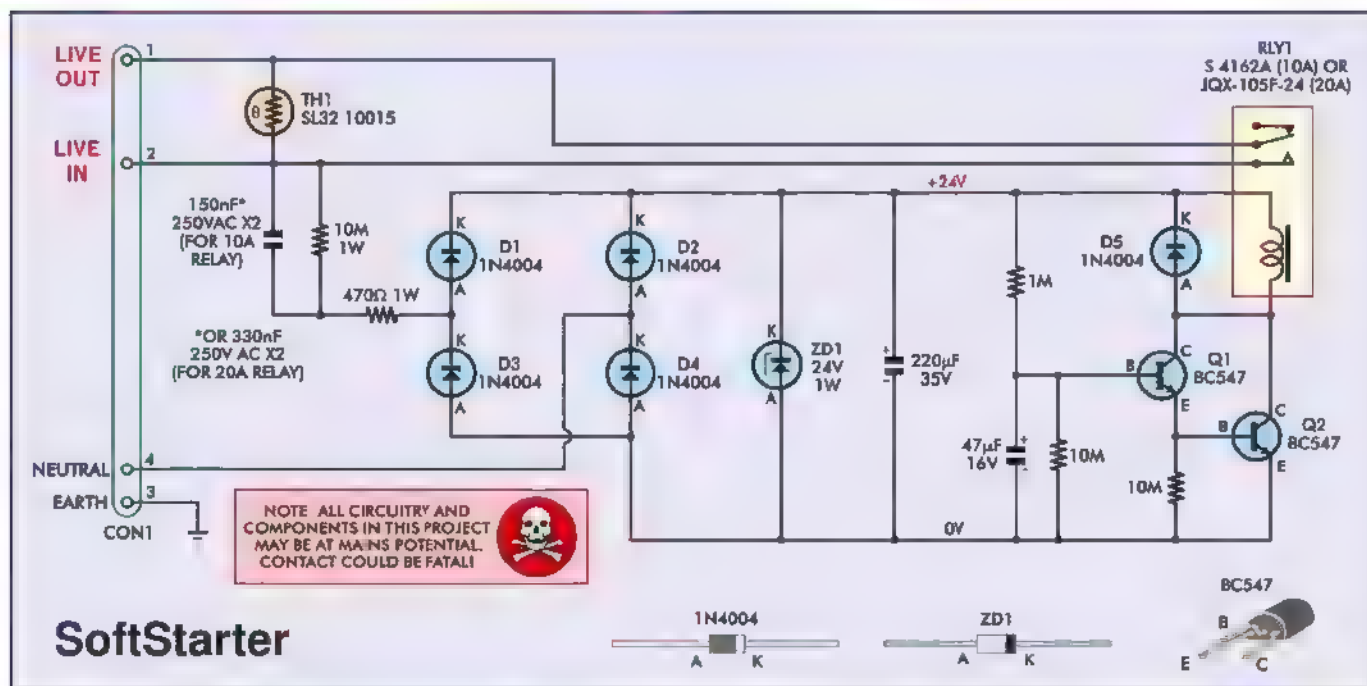 LIVE
OUT
1
TH1
SL32 10015
θ
RLY1
S 4162A (10A) OR
JQX-105F-24 (20A)
LIVE
IN
2
150nF*
250VAC X2
(FOR 10A
RELAY)
10M
1W
470Ω 1W
*OR 330nF
250V AC X2
(FOR 20A RELAY)
+24V
K
D1
1N4004
A
K
D2
1N4004
A
K
D3
1N4004
A
K
D4
1N4004
A
K
ZD1
24V
1W
A
+
220µF
35V
-
1M
47µF
16V
+
-
10M
K
D5
1N4004
A
C
B
Q1
BC547
E
10M
C
B
Q2
BC547
E
NEUTRAL
4
EARTH
3
CON1
0V
NOTE ALL CIRCUITRY AND
COMPONENTS IN THIS PROJECT
MAY BE AT MAINS POTENTIAL.
CONTACT COULD BE FATAL!
SoftStarter
1N4004
A K
ZD1
A K
BC547
B
E
C